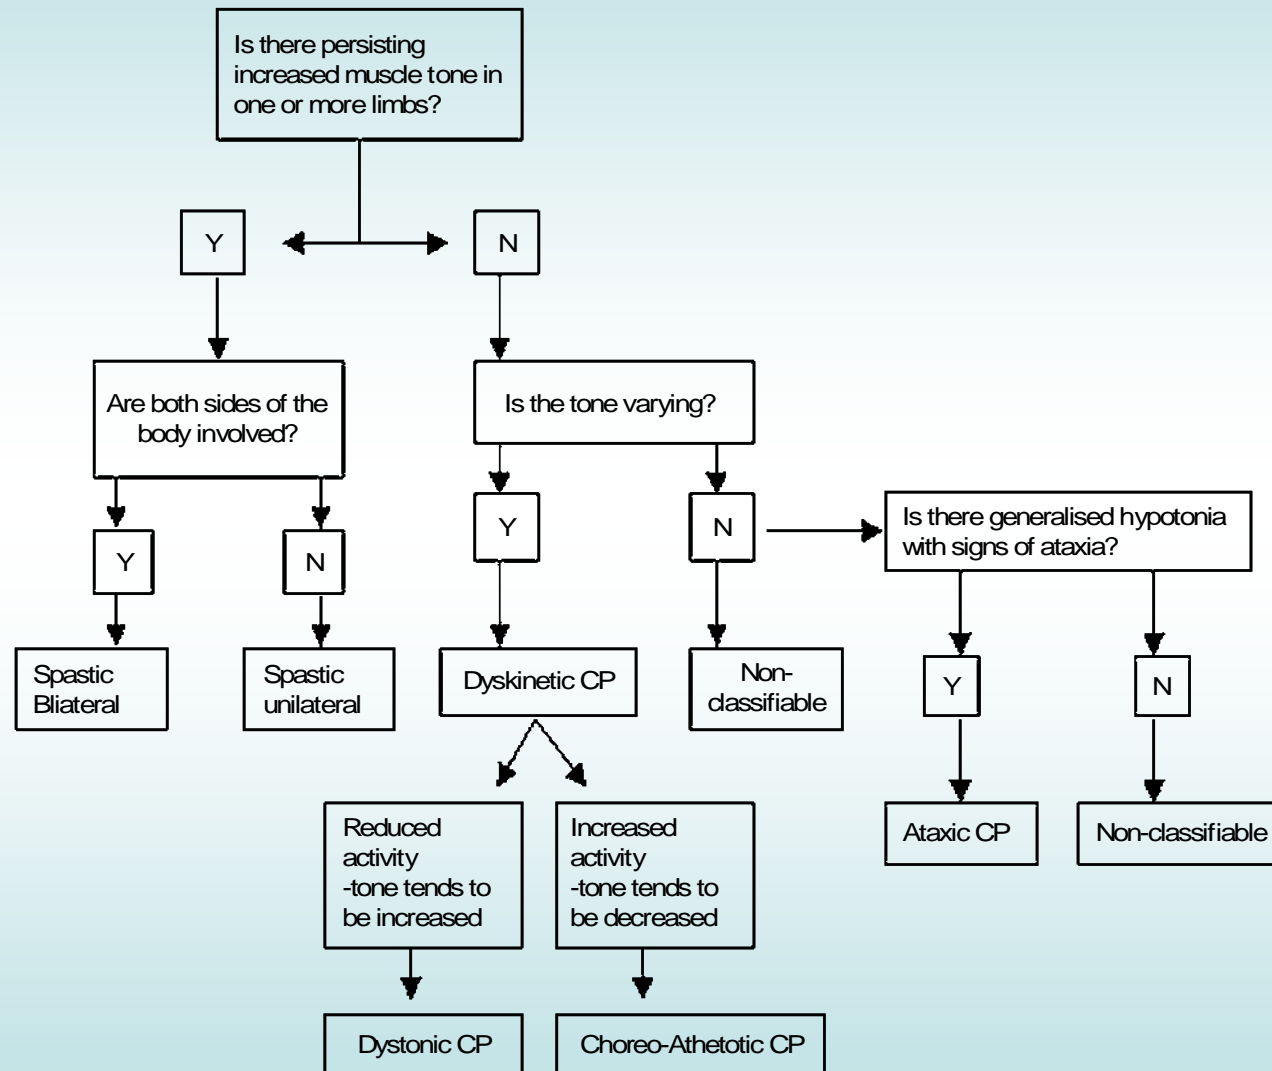 Is there persisting
increased muscle tone in
one or more limbs?
Y
N
Are both sides of the
body involved?
Is the tone varying?
Y
N
Y
N
Is there generalised hypotonia
with signs of ataxia?
Spastic
Bliateral
Spastic
unilateral
Dyskinetic CP
Non-
classifiable
Y
N
Reduced
activity
-tone tends to
be increased
Increased
activity
-tone tends to
be decreased
Ataxic CP
Non-classifiable
Dystonic CP
Choreo-Athetotic CP